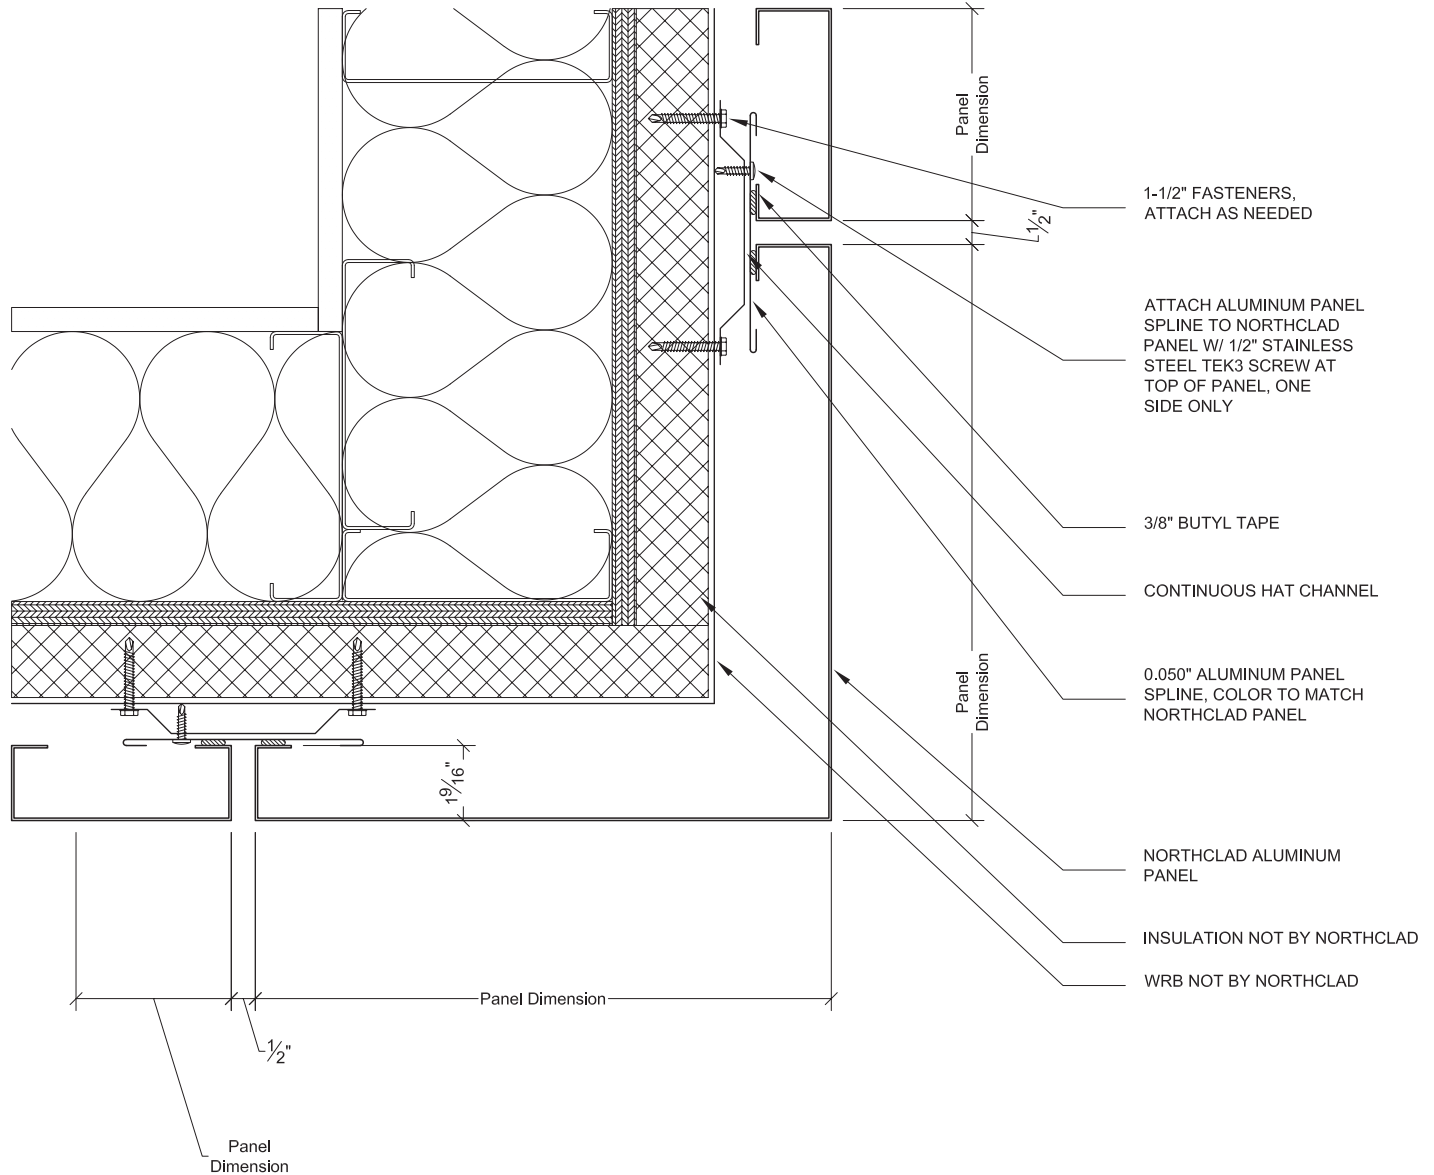 Panel
Dimension
1-1/2" FASTENERS,
ATTACH AS NEEDED
1/2"
ATTACH ALUMINUM PANEL
SPLINE TO NORTHCLAD
PANEL W/ 1/2" STAINLESS
STEEL TEK3 SCREW AT
TOP OF PANEL, ONE
SIDE ONLY
3/8" BUTYL TAPE
CONTINUOUS HAT CHANNEL
Panel
Dimension
0.050" ALUMINUM PANEL
SPLINE, COLOR TO MATCH
NORTHCLAD PANEL
1 9/16"
NORTHCLAD ALUMINUM
PANEL
INSULATION NOT BY NORTHCLAD
WRB NOT BY NORTHCLAD
Panel Dimension
1/2"
Panel
Dimension